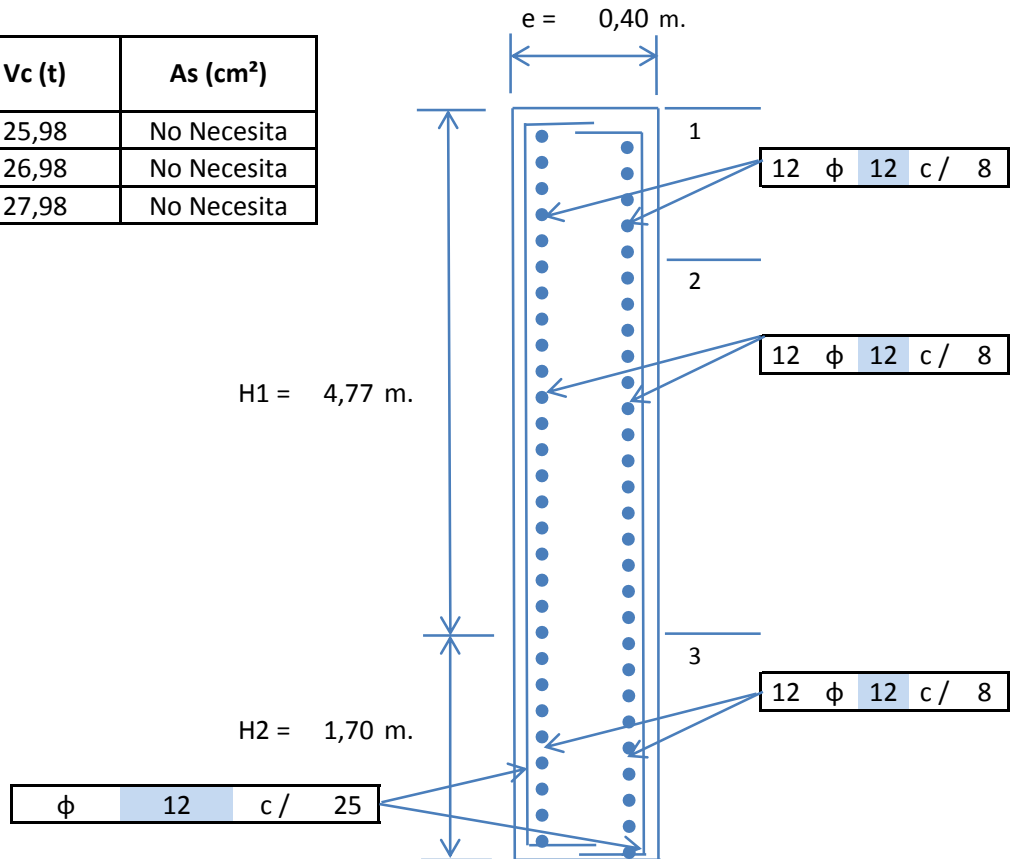 e = 0,40 m.
Vc (t) As (cm²)
25,98 No Necesita
26,98 No Necesita
27,98 No Necesita
1
12 ϕ 12 c / 8
2
12 ϕ 12 c / 8
H1 = 4,77 m.
3
12 ϕ 12 c / 8
H2 = 1,70 m.
ϕ 12 c / 25